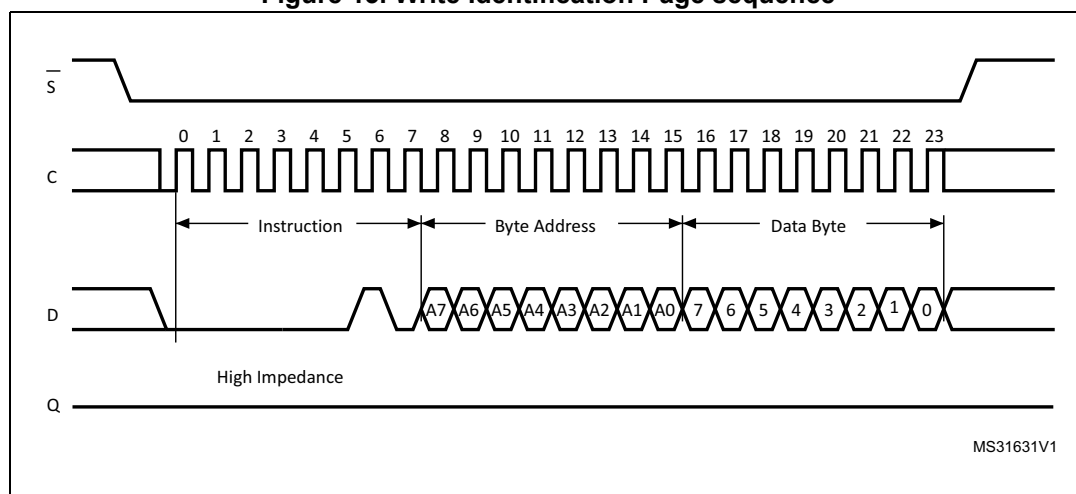 Figure Write Identification Page sequence
S̅
0 1 2 3 4 5 6 7 8 9 10 11 12 13 14 15 16 17 18 19 20 21 22 23
C
Instruction Byte Address Data Byte
D A7 A6 A5 A4 A3 A2 A1 A0 7 6 5 4 3 2 1 0
High Impedance
Q
MS31631V1